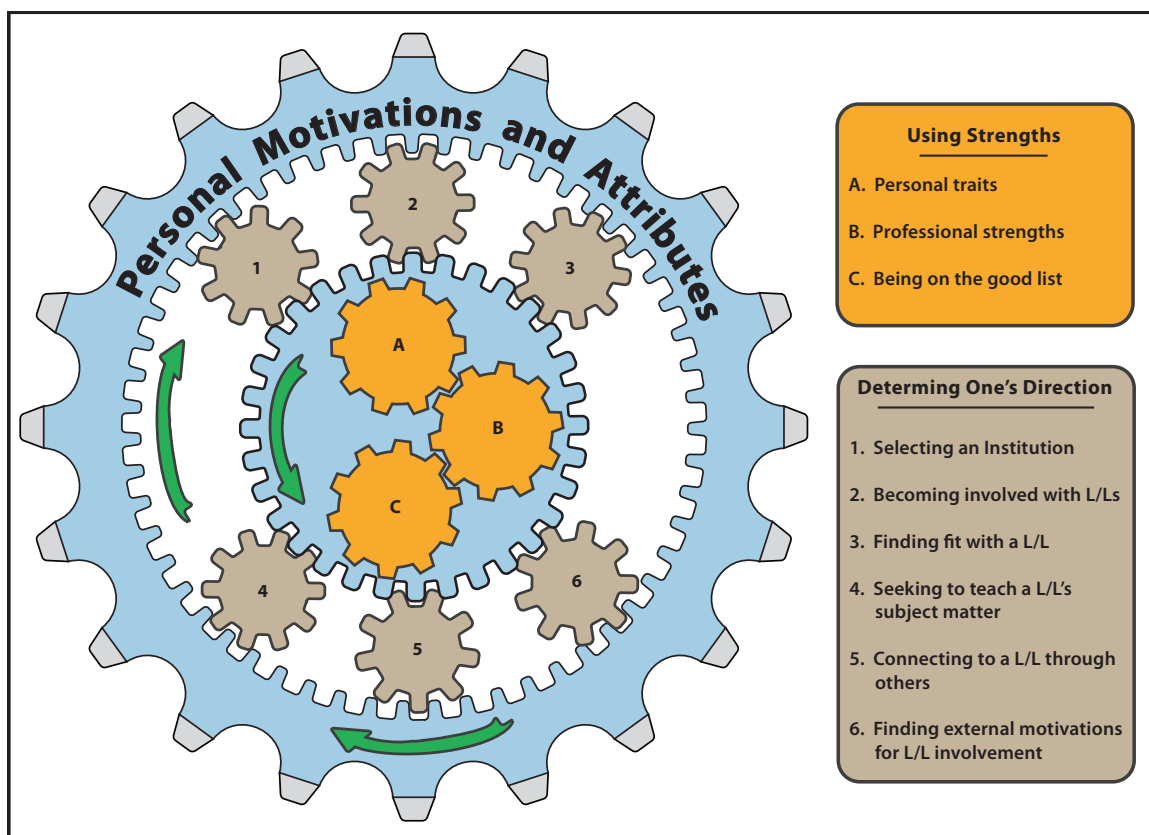 Personal Motivations and Attributes
1
2
3
A
B
C
4
5
6
Using Strengths
A. Personal traits
B. Professional strengths
C. Being on the good list
Determing One's Direction
1. Selecting an Institution
2. Becoming involved with L/Ls
3. Finding fit with a L/L
4. Seeking to teach a L/L's
subject matter
5. Connecting to a L/L through
others
6. Finding external motivations
for L/L involvement